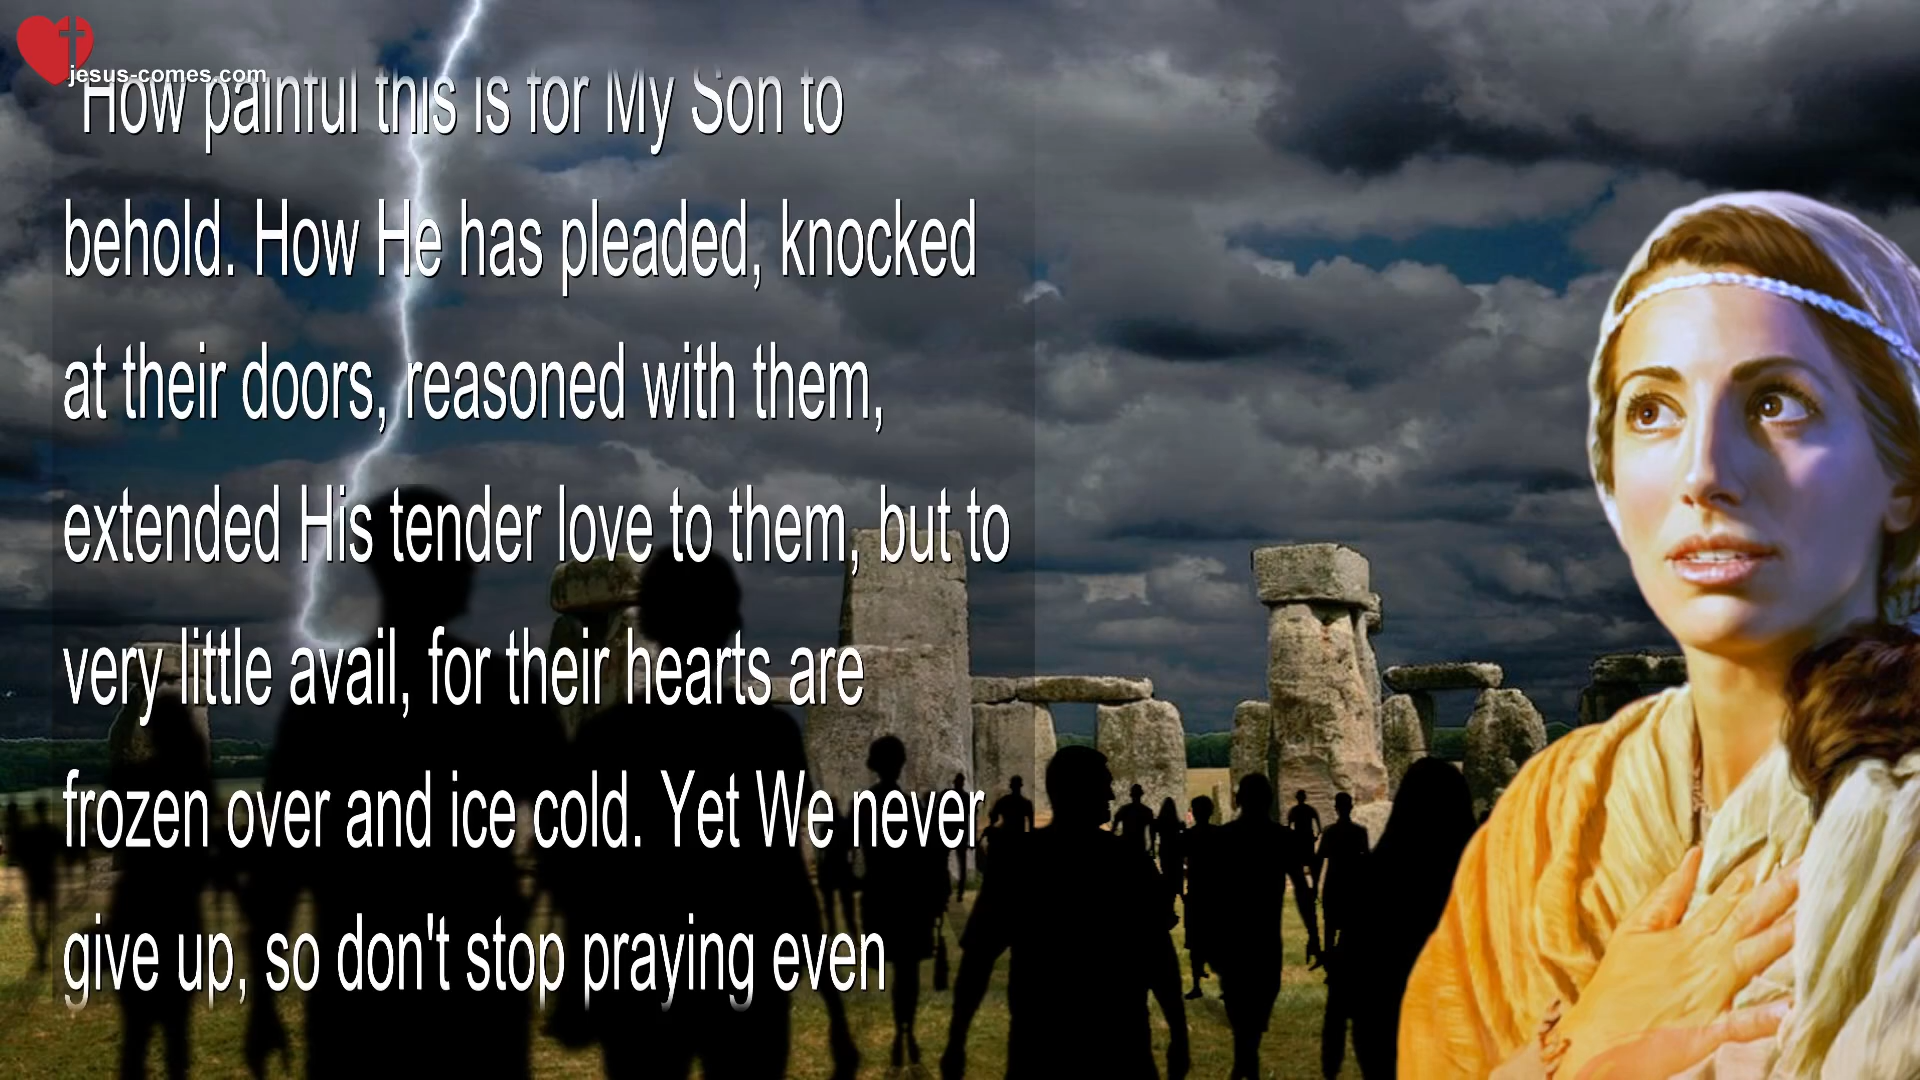 jesus-comes.com
"How painful this is for My Son to
behold. How He has pleaded, knocked
at their doors, reasoned with them,
extended His tender love to them, but to
very little avail, for their hearts are
frozen over and ice cold. Yet We never
give up, so don't stop praying even